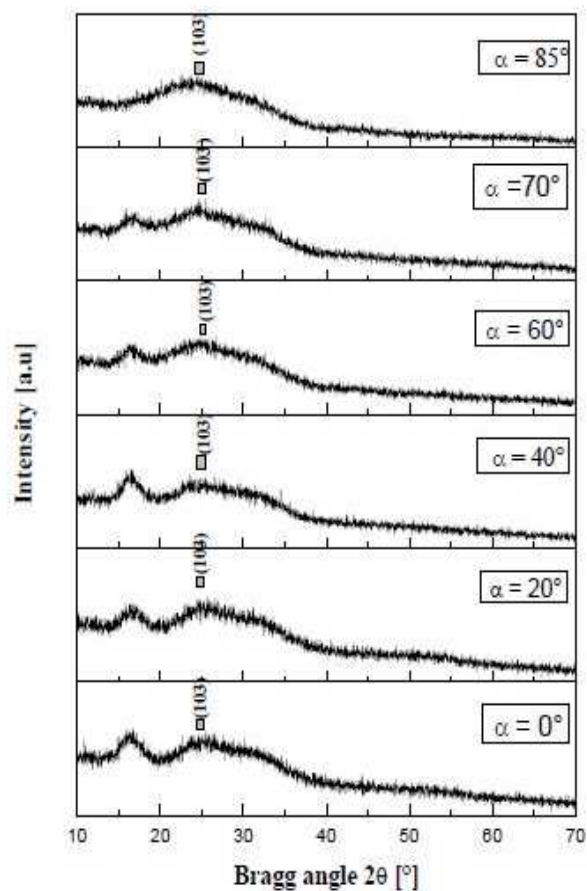 (103)
α = 85°
(103)
α =70°
(103)
α = 60°
(103)
α = 40°
(103)
α = 20°
(103)
α = 0°
Intensity [a.u]
10 20 30 40 50 60 70
Bragg angle 2θ [°]